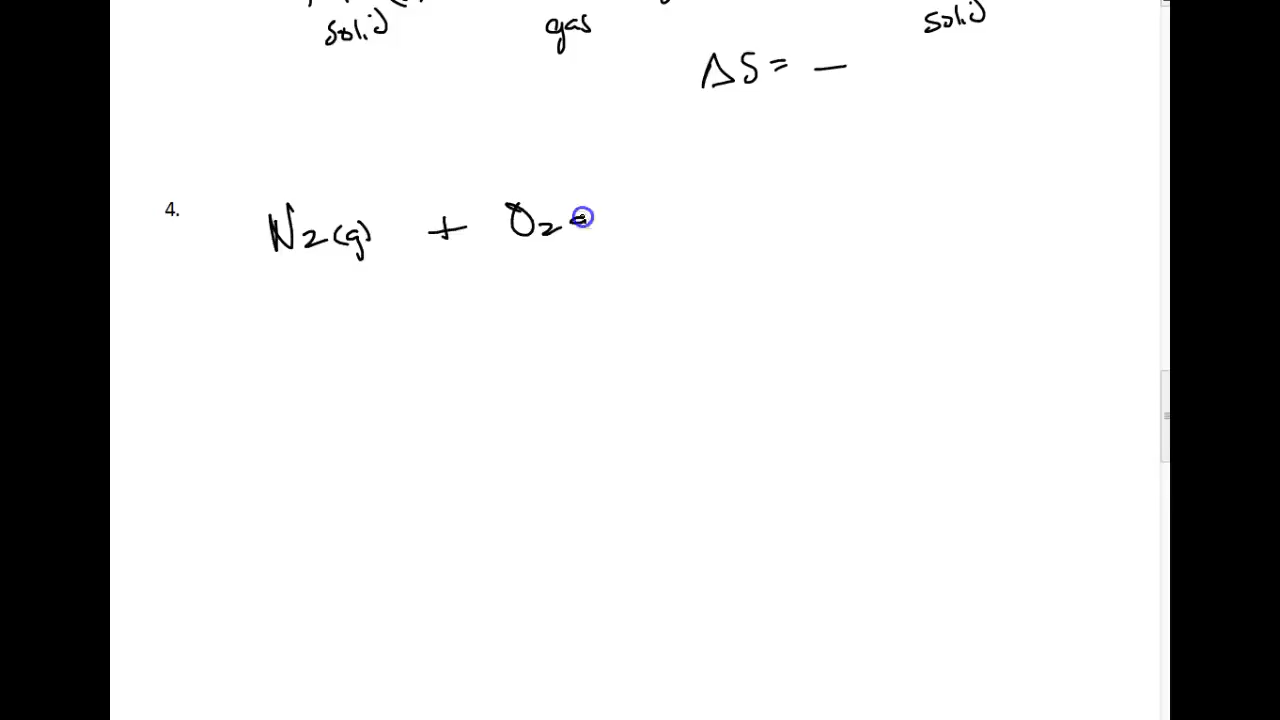 solid gas solid
ΔS = —
4. N2(g) + O2